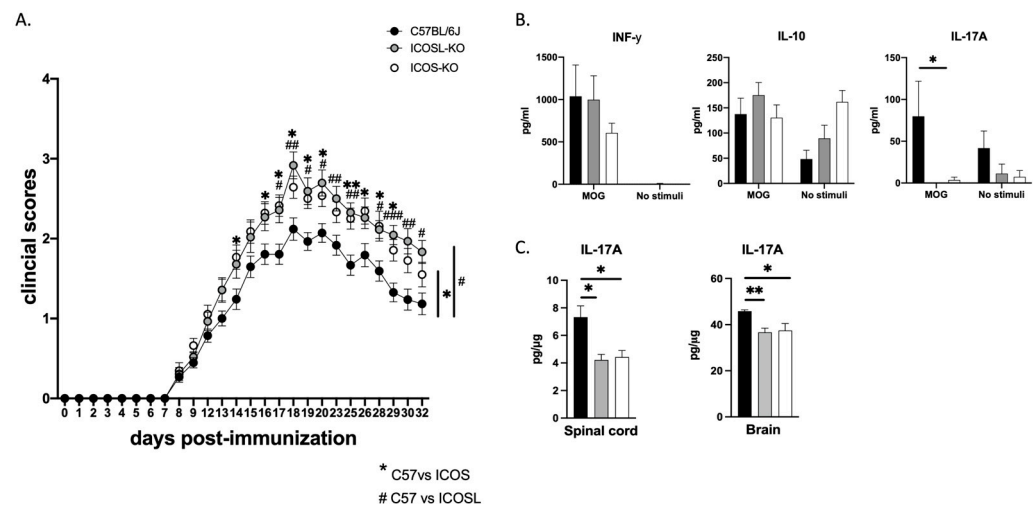 A.
C57BL/6J
ICOSL-KO
ICOS-KO
clincial scores
4
3
2
1
0
* * * * * * ** * * *
# ## # # ## ## # ### ## #
* #
0 1 2 3 4 5 6 7 8 9 12 13 14 15 16 17 18 19 20 23 25 26 28 29 30 32
days post-immunization
* C57vs ICOS
# C57 vs ICOSL
B.
INF-γ
pg/ml
1500
1000
500
0
MOG No stimuli
IL-10
pg/ml
250
200
150
100
50
0
MOG No stimuli
IL-17A
*
pg/ml
150
100
50
0
MOG No stimuli
C.
IL-17A
*
*
pg/μg
10
8
6
4
2
0
Spinal cord
IL-17A
*
**
pg/μg
60
40
20
0
Brain